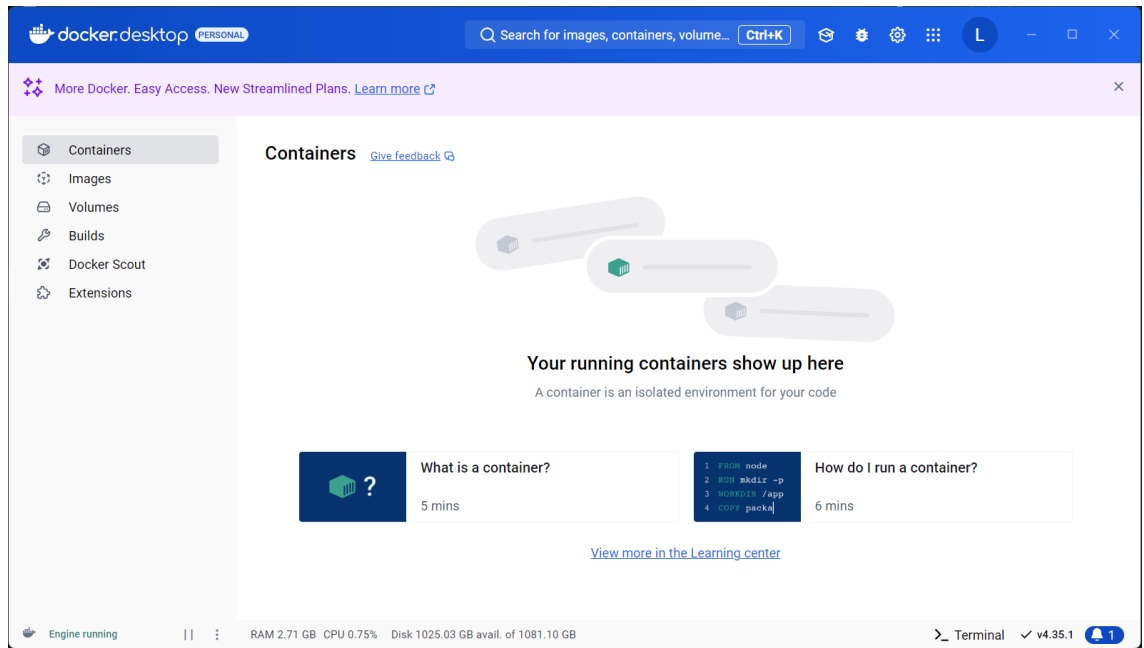 docker.desktop PERSONAL
Search for images, containers, volume... Ctrl+K
L
More Docker. Easy Access. New Streamlined Plans. Learn more
Containers
Images
Volumes
Builds
Docker Scout
Extensions
Containers Give feedback
Your running containers show up here
A container is an isolated environment for your code
?
What is a container?
5 mins
1 FROM node
2 RUN mkdir -p
3 WORKDIR /app
4 COPY packa
How do I run a container?
6 mins
View more in the Learning center
Engine running
RAM 2.71 GB CPU 0.75% Disk 1025.03 GB avail. of 1081.10 GB
>_ Terminal
v4.35.1
1